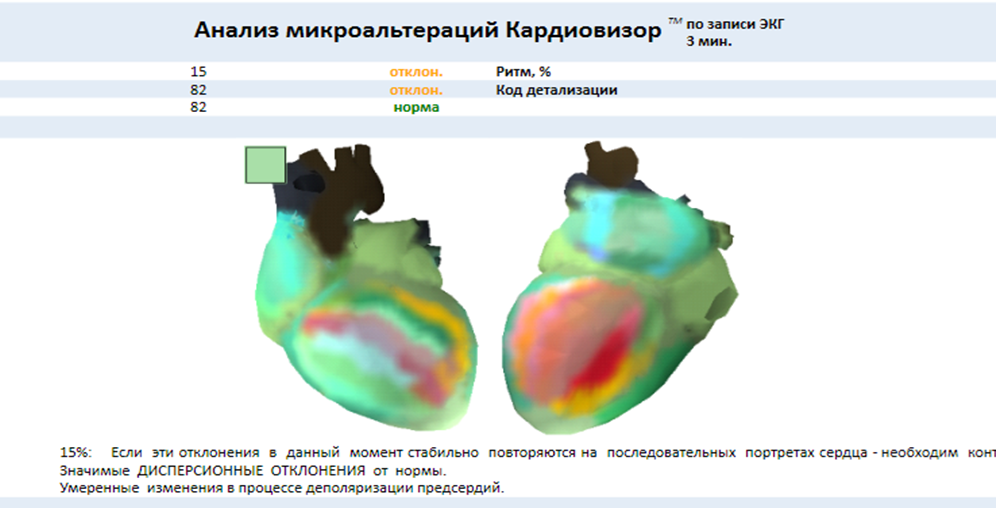 Анализ микроальтераций Кардиовизор ™ по записи ЭКГ
3 мин.
15 отклон. Ритм, %
82 отклон. Код детализации
82 норма
15%: Если эти отклонения в данный момент стабильно повторяются на последовательных портретах сердца - необходим
Значимые ДИСПЕРСИОННЫЕ ОТКЛОНЕНИЯ от нормы.
Умеренные изменения в процессе деполяризации предсердий.